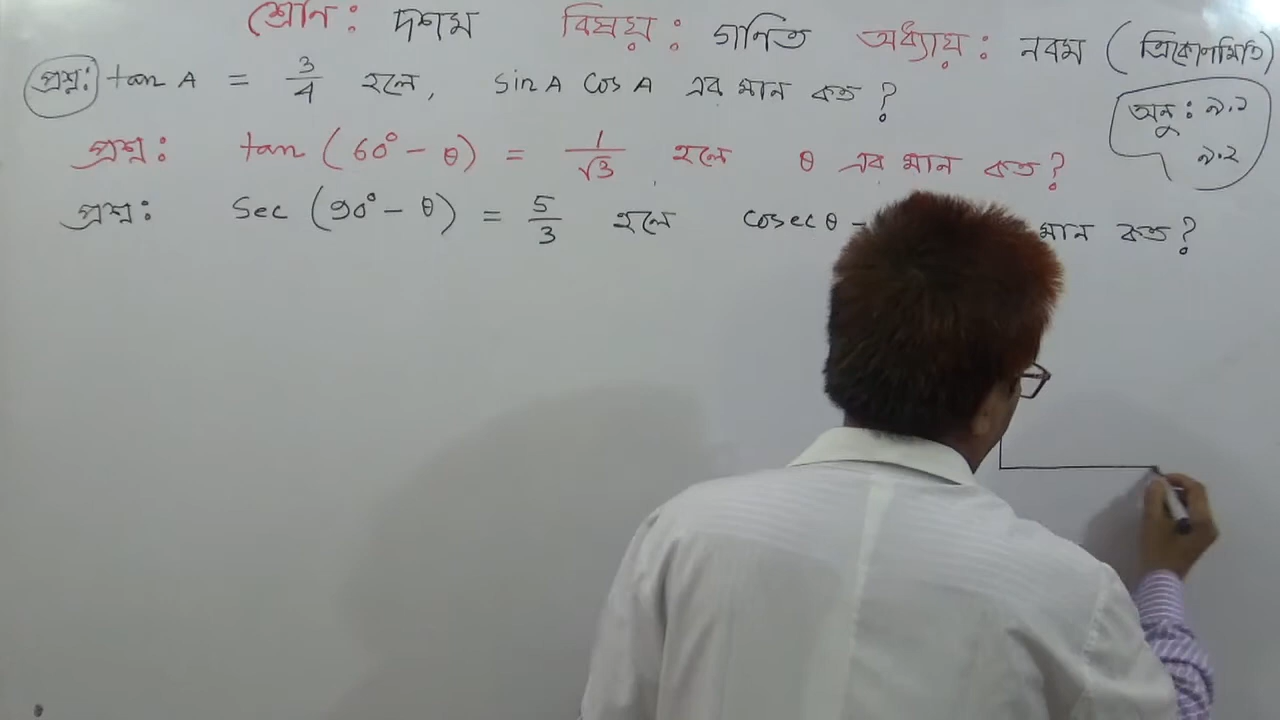 শ্রেনি: দশম বিষয়: গণিত অধ্যায়: নবম (ত্রিকোণমিতি)
প্রশ্ন: tan A = 3/4 হলে, sin A cos A এর মান কত?
অনু: ৯.১
৯.২
প্রশ্ন: tan (60° - θ) = 1/√3 হলে θ এর মান কত?
প্রশ্ন: sec (90° - θ) = 5/3 হলে cosec θ - মান কত?